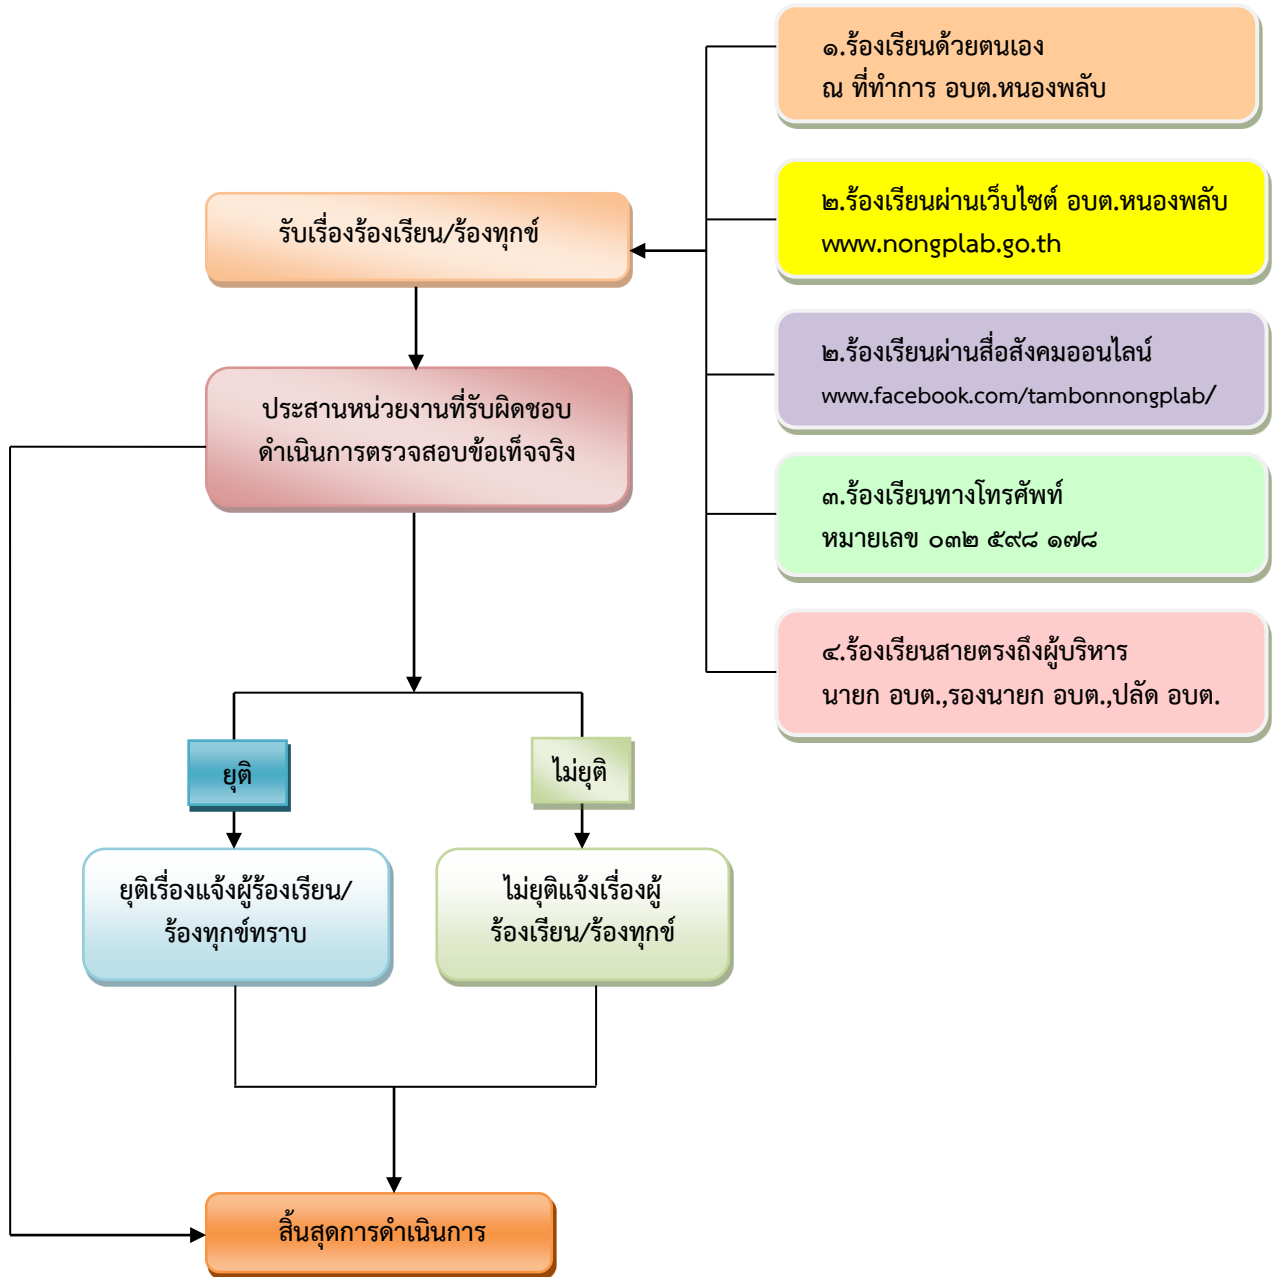 ๑.ร้องเรียนด้วยตนเอง
ณ ที่ทำการ อบต.หนองพลับ
๒.ร้องเรียนผ่านเว็บไซต์ อบต.หนองพลับ
www.nongplab.go.th
๒.ร้องเรียนผ่านสื่อสังคมออนไลน์
www.facebook.com/tambonnongplab/
๓.ร้องเรียนทางโทรศัพท์
หมายเลข ๐๓๒ ๕๙๘ ๑๗๘
๔.ร้องเรียนสายตรงถึงผู้บริหาร
นายก อบต.,รองนายก อบต.,ปลัด อบต.
รับเรื่องร้องเรียน/ร้องทุกข์
ประสานหน่วยงานที่รับผิดชอบ
ดำเนินการตรวจสอบข้อเท็จจริง
ยุติ
ไม่ยุติ
ยุติเรื่องแจ้งผู้ร้องเรียน/
ร้องทุกข์ทราบ
ไม่ยุติแจ้งเรื่องผู้
ร้องเรียน/ร้องทุกข์
สิ้นสุดการดำเนินการ